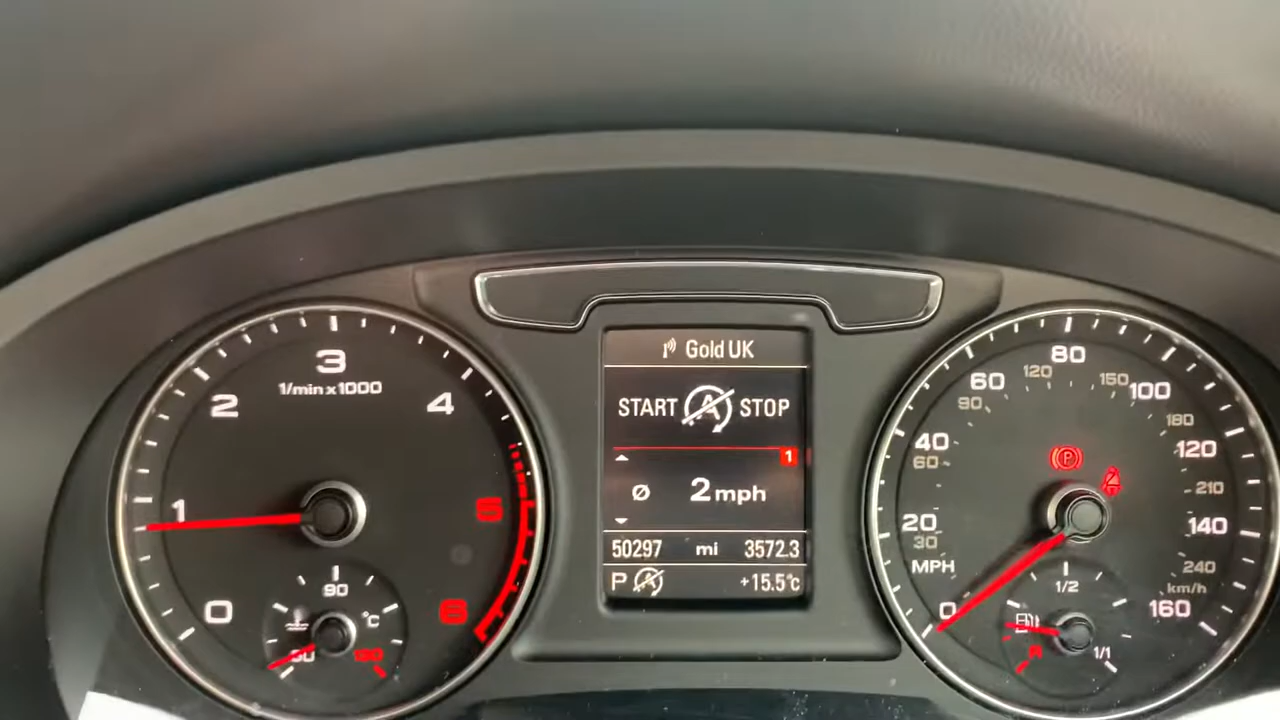 Gold UK
START A STOP
1
Ø 2 mph
50297 mi 3572.3
P A +15.5°C
0
1
2
3
4
5
6
1/min x 1000
90
°C
0
20
40
60
80
100
120
140
160
MPH
30
60
90
120
150
180
210
240
km/h
P
1/2
R
1/1